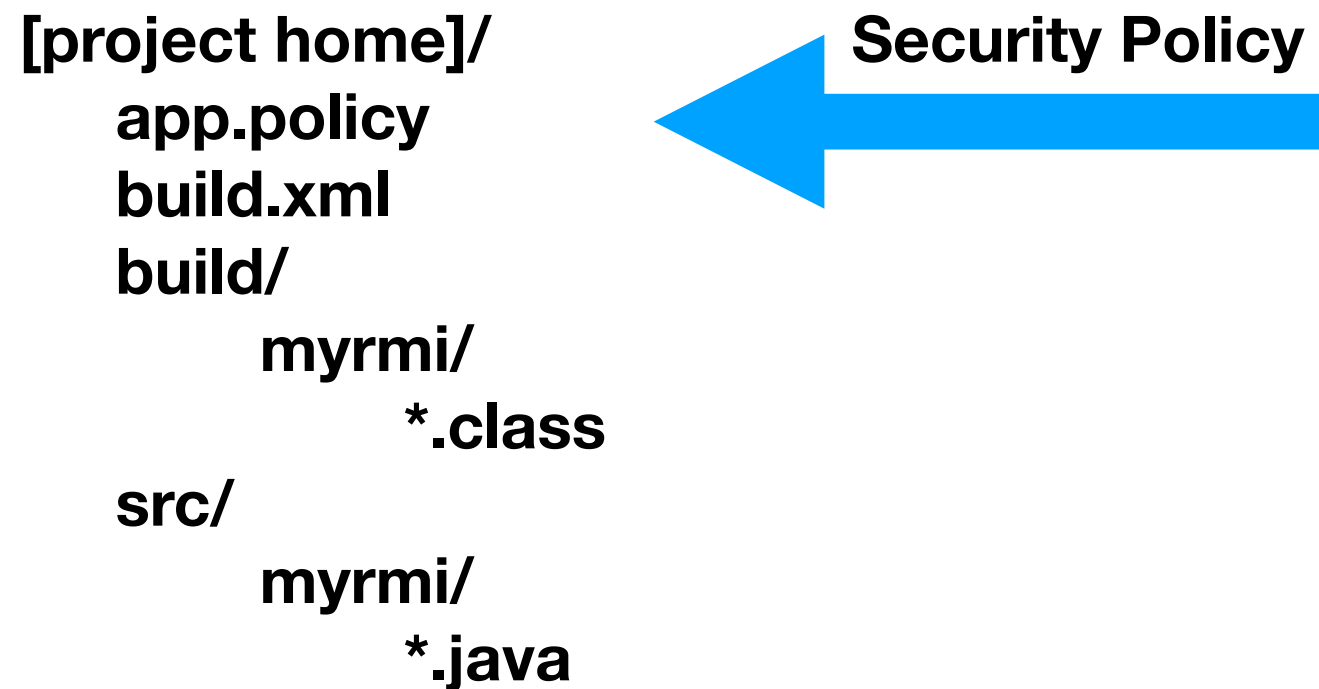 [project home]/
Security Policy
app.policy
build.xml
build/
myrmi/
*.class
src/
myrmi/
*.java